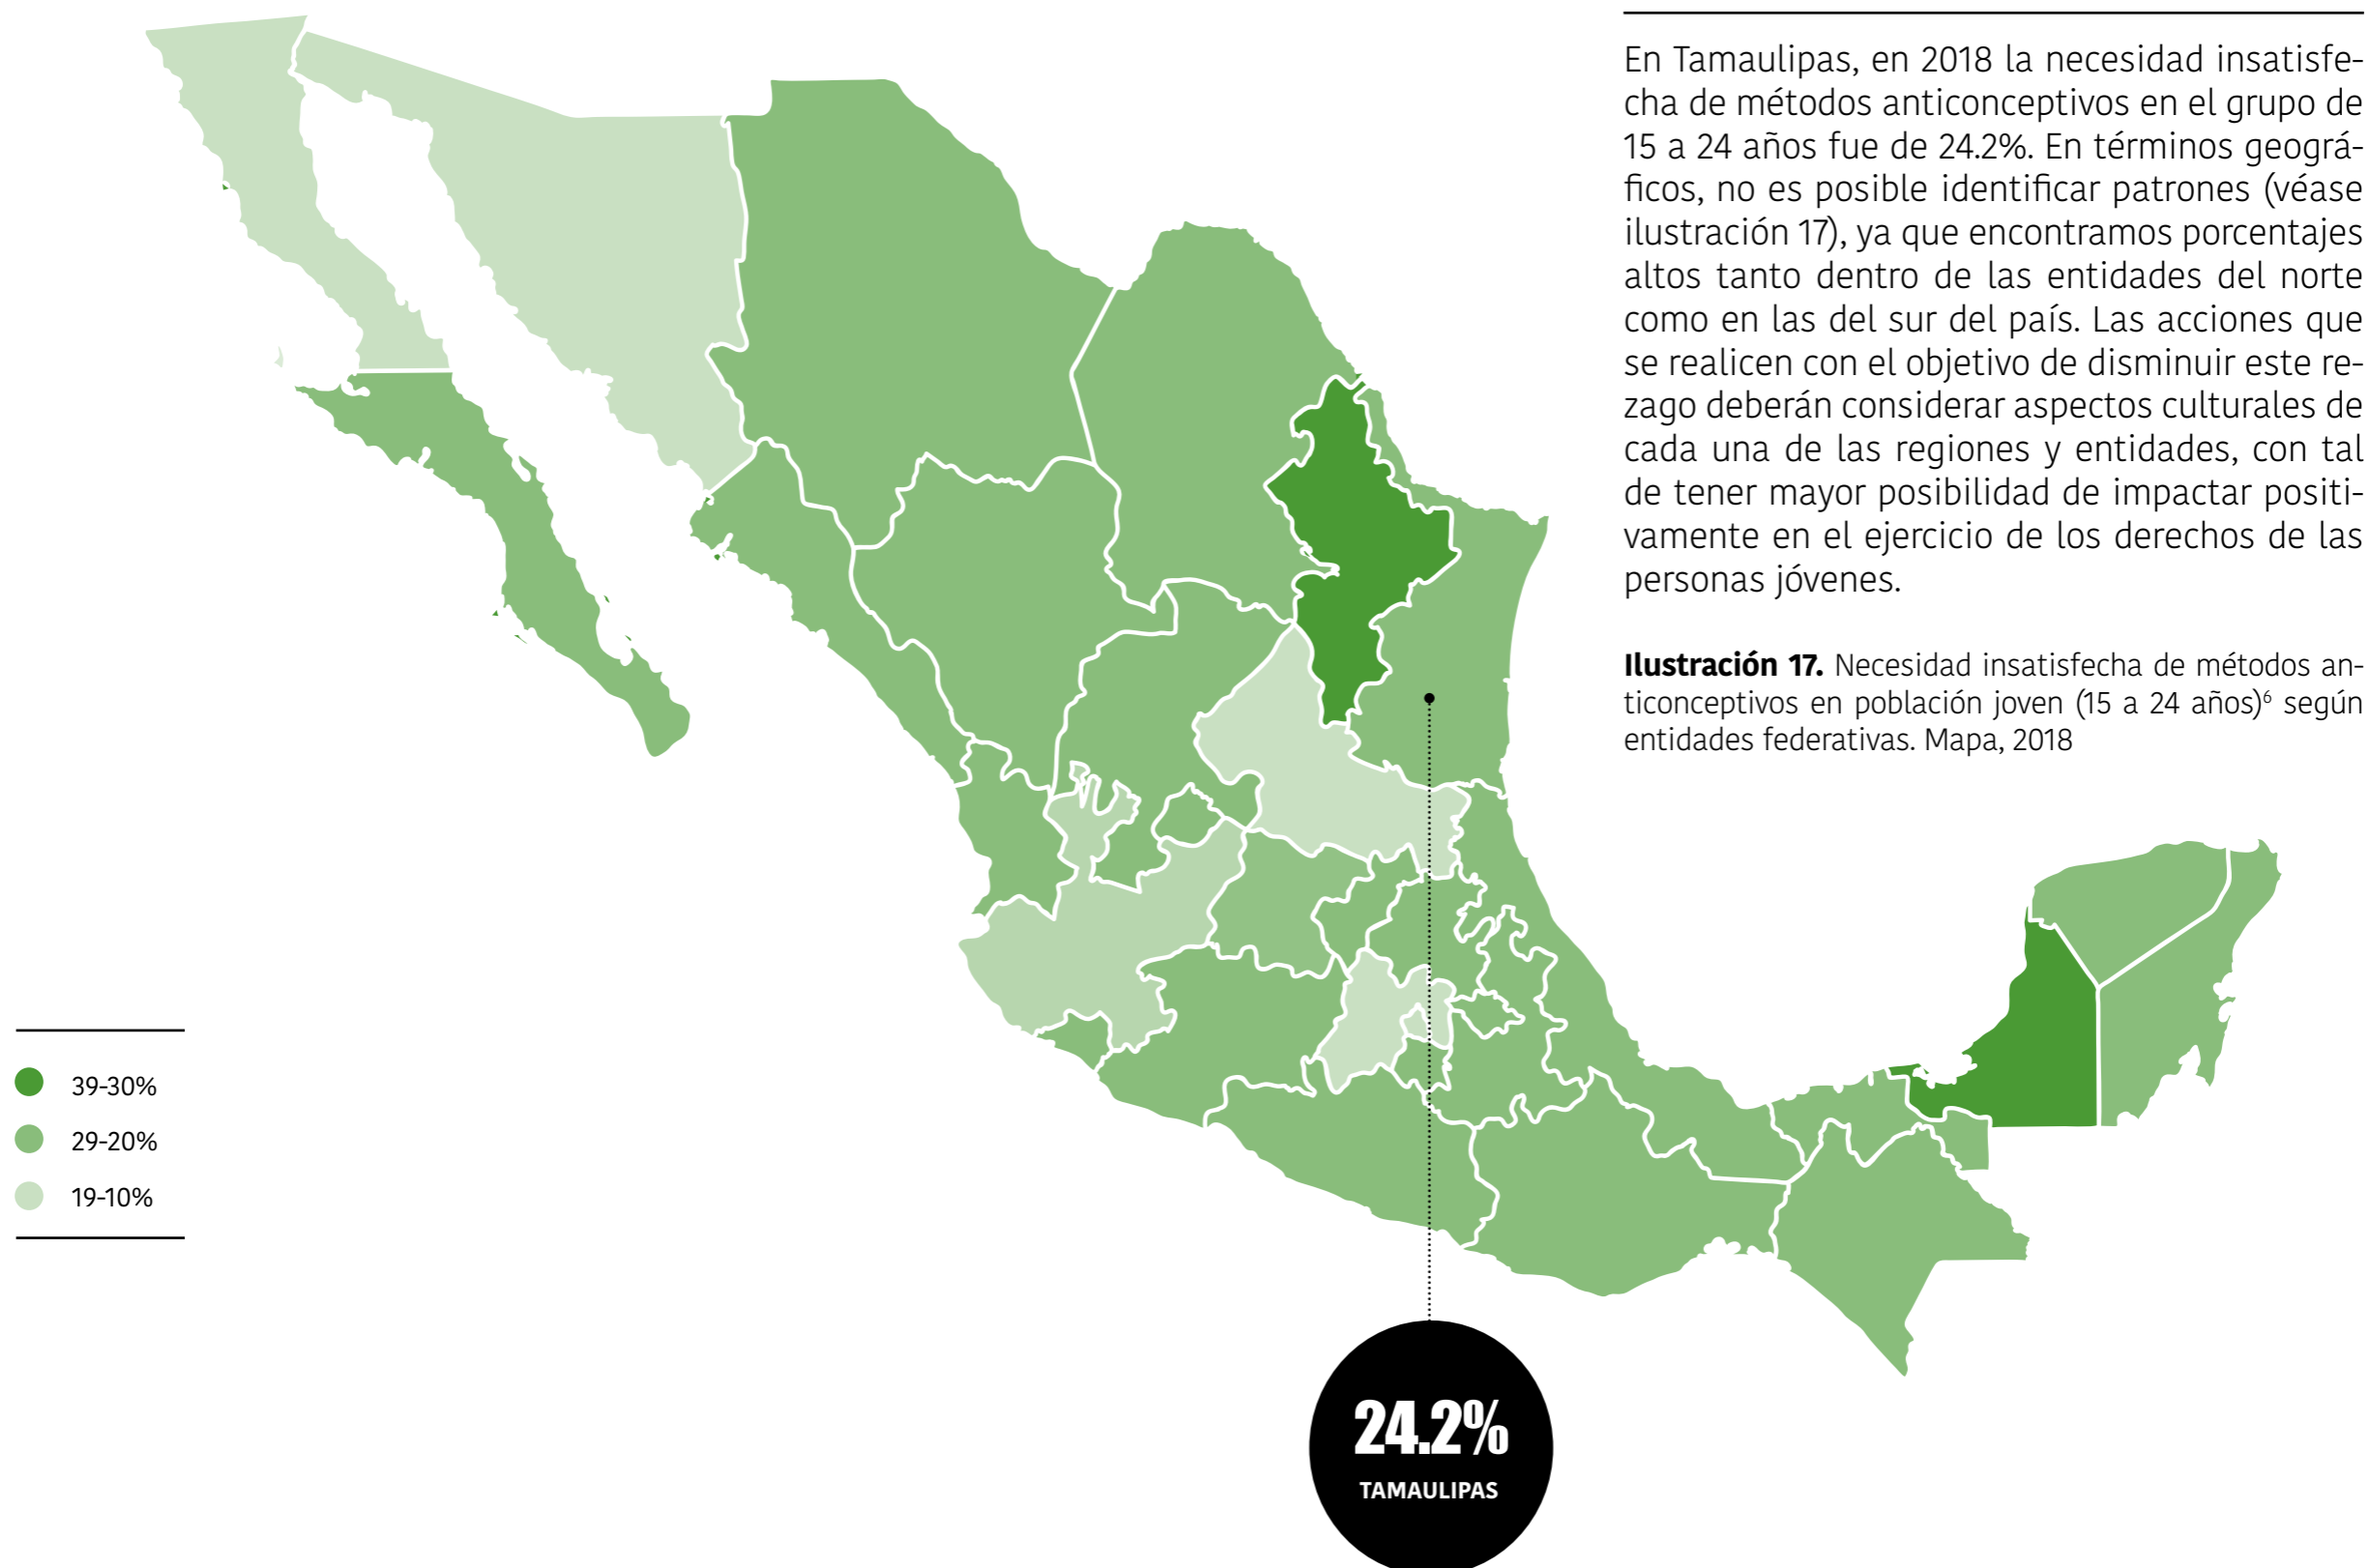 En Tamaulipas, en 2018 la necesidad insatisfe-
cha de métodos anticonceptivos en el grupo de
15 a 24 años fue de 24.2%. En términos geográ-
ficos, no es posible identificar patrones (véase
ilustración 17), ya que encontramos porcentajes
altos tanto dentro de las entidades del norte
como en las del sur del país. Las acciones que
se realicen con el objetivo de disminuir este re-
zago deberán considerar aspectos culturales de
cada una de las regiones y entidades, con tal
de tener mayor posibilidad de impactar positi-
vamente en el ejercicio de los derechos de las
personas jóvenes.
Ilustración 17. Necesidad insatisfecha de métodos an-
ticonceptivos en población joven (15 a 24 años)⁶ según
entidades federativas. Mapa, 2018
39-30%
29-20%
19-10%
24.2%
TAMAULIPAS